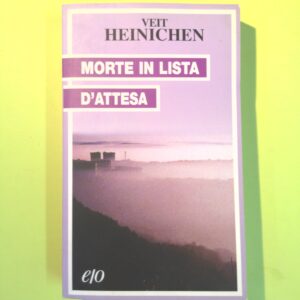 VEIT
HEINICHEN
MORTE IN LISTA
D'ATTESA
e/o